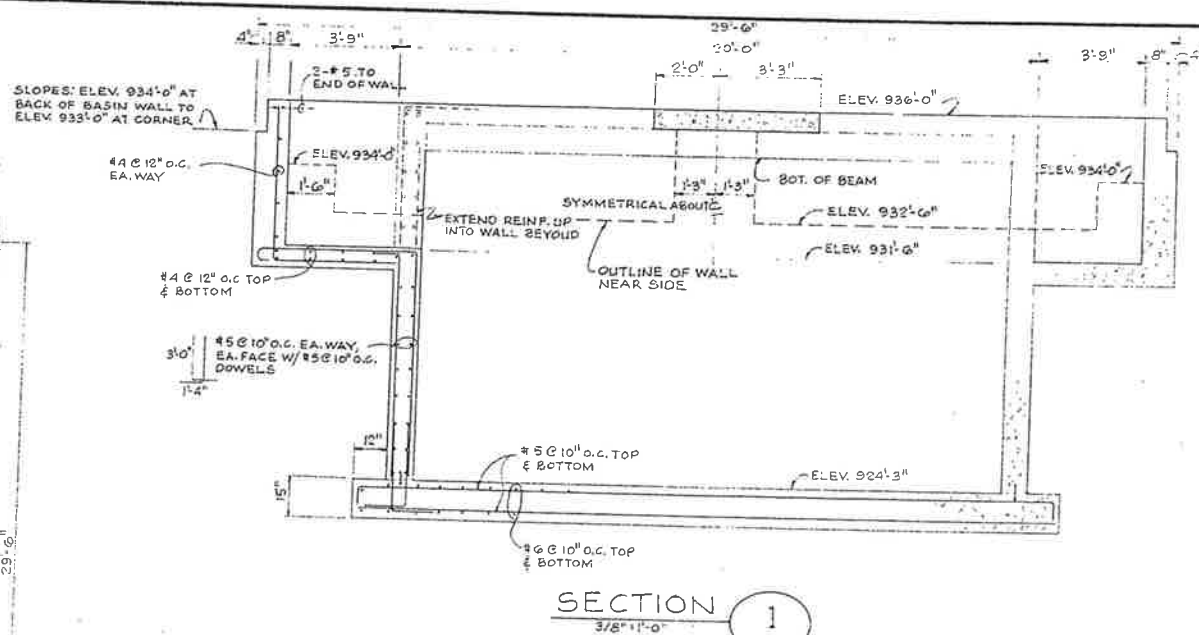 29'-6"
4" 8" 3'-9" 20'-0" 3'-9" 8"
2'-0" 3'-3"
SLOPES: ELEV. 934'-0" AT
BACK OF BASIN WALL TO
ELEV. 933'-0" AT CORNER
2-#5 TO
END OF WALL
ELEV. 936'-0"
#4 @ 12" O.C.
EA. WAY
ELEV. 934'-0"
1'-6"
EXTEND REINF. UP
INTO WALL BEYOUD
SYMMETRICAL ABOUT ℄
1'-3" 1'-3"
BOT. OF BEAM
ELEV. 934'-0"
ELEV. 932'-6"
ELEV. 931'-6"
OUTLINE OF WALL
NEAR SIDE
#4 @ 12" O.C. TOP
& BOTTOM
3'-0"
1'-4"
#5 @ 10" O.C. EA. WAY,
EA. FACE W/ #5 @ 10" O.C.
DOWELS
12"
15"
#5 @ 10" O.C. TOP
& BOTTOM
ELEV. 924'-3"
#6 @ 10" O.C. TOP
& BOTTOM
29'-6"
SECTION 1
3/8"=1'-0"